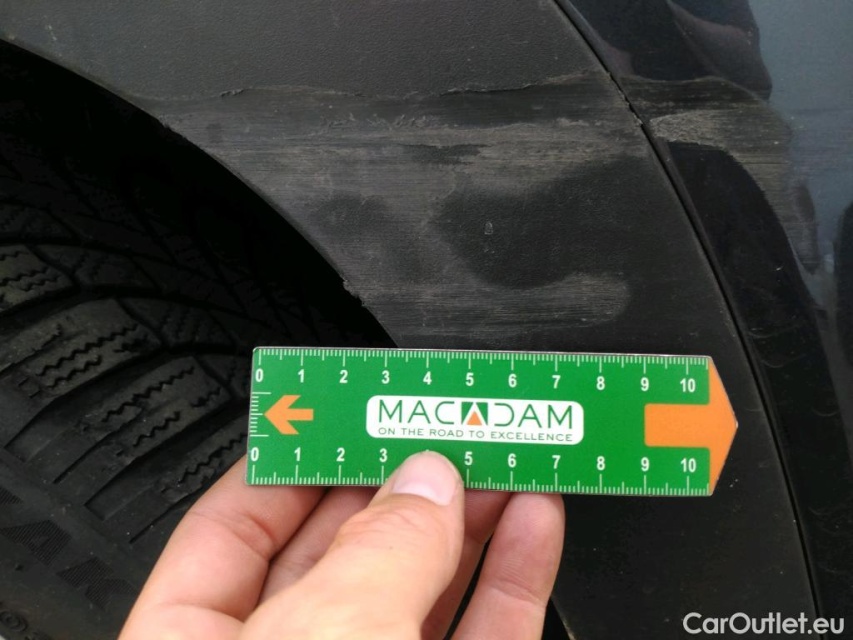 0 1 2 3 4 5 6 7 8 9 10
MACADAM
ON THE ROAD TO EXCELLENCE
0 1 2 3 5 6 7 8 9 10
CarOutlet.eu